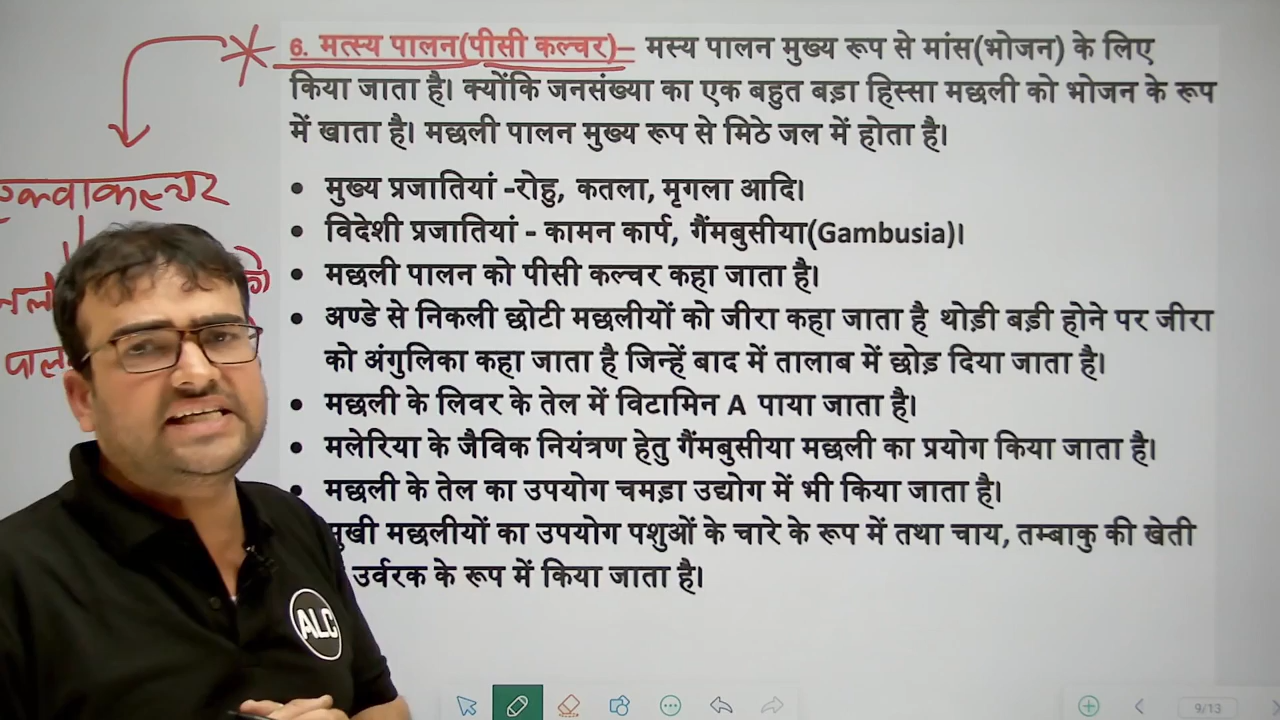 6. मत्स्य पालन(पीसी कल्चर)– मस्य पालन मुख्य रूप से मांस(भोजन) के लिए
किया जाता है। क्योंकि जनसंख्या का एक बहुत बड़ा हिस्सा मछली को भोजन के रूप
में खाता है। मछली पालन मुख्य रूप से मिठे जल में होता है।
एक्वाकल्चर
• मुख्य प्रजातियां -रोहु, कतला, मृगला आदि।
• विदेशी प्रजातियां - कामन कार्प, गैंमबुसीया(Gambusia)।
• मछली पालन को पीसी कल्चर कहा जाता है।
• अण्डे से निकली छोटी मछलीयों को जीरा कहा जाता है थोड़ी बड़ी होने पर जीरा
को अंगुलिका कहा जाता है जिन्हें बाद में तालाब में छोड़ दिया जाता है।
• मछली के लिवर के तेल में विटामिन A पाया जाता है।
• मलेरिया के जैविक नियंत्रण हेतु गैंमबुसीया मछली का प्रयोग किया जाता है।
• मछली के तेल का उपयोग चमड़ा उद्योग में भी किया जाता है।
मछलीयों का उपयोग पशुओं के चारे के रूप में तथा चाय, तम्बाकु की खेती
उर्वरक के रूप में किया जाता है।
ALC
9/13